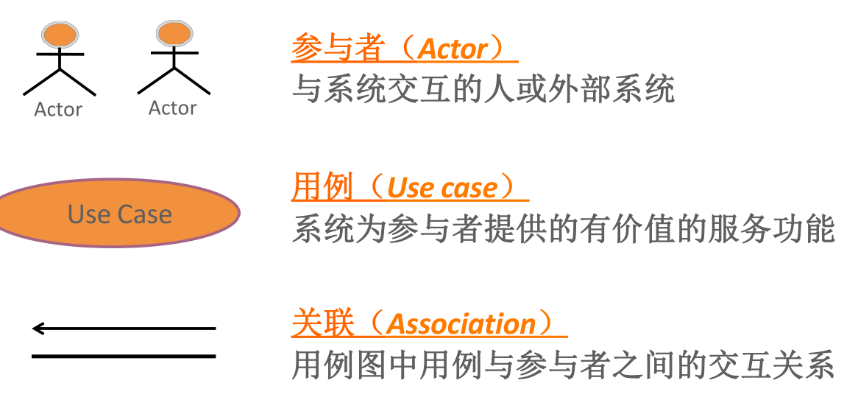 参与者（Actor）
与系统交互的人或外部系统
Actor
Actor
用例（Use case）
Use Case
系统为参与者提供的有价值的服务功能
关联（Association）
用例图中用例与参与者之间的交互关系